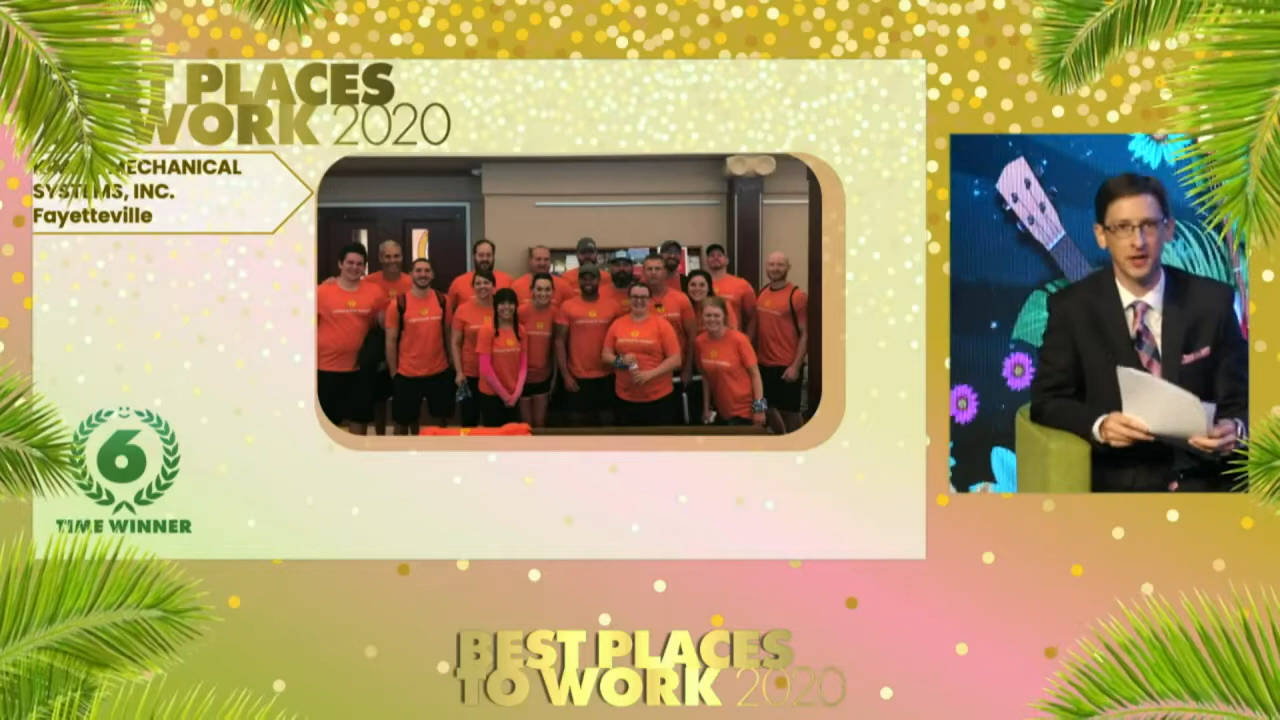 T PLACES
WORK 2020
MECHANICAL
SYSTEMS, INC.
Fayetteville
6
TIME WINNER
BEST PLACES
TO WORK 2020